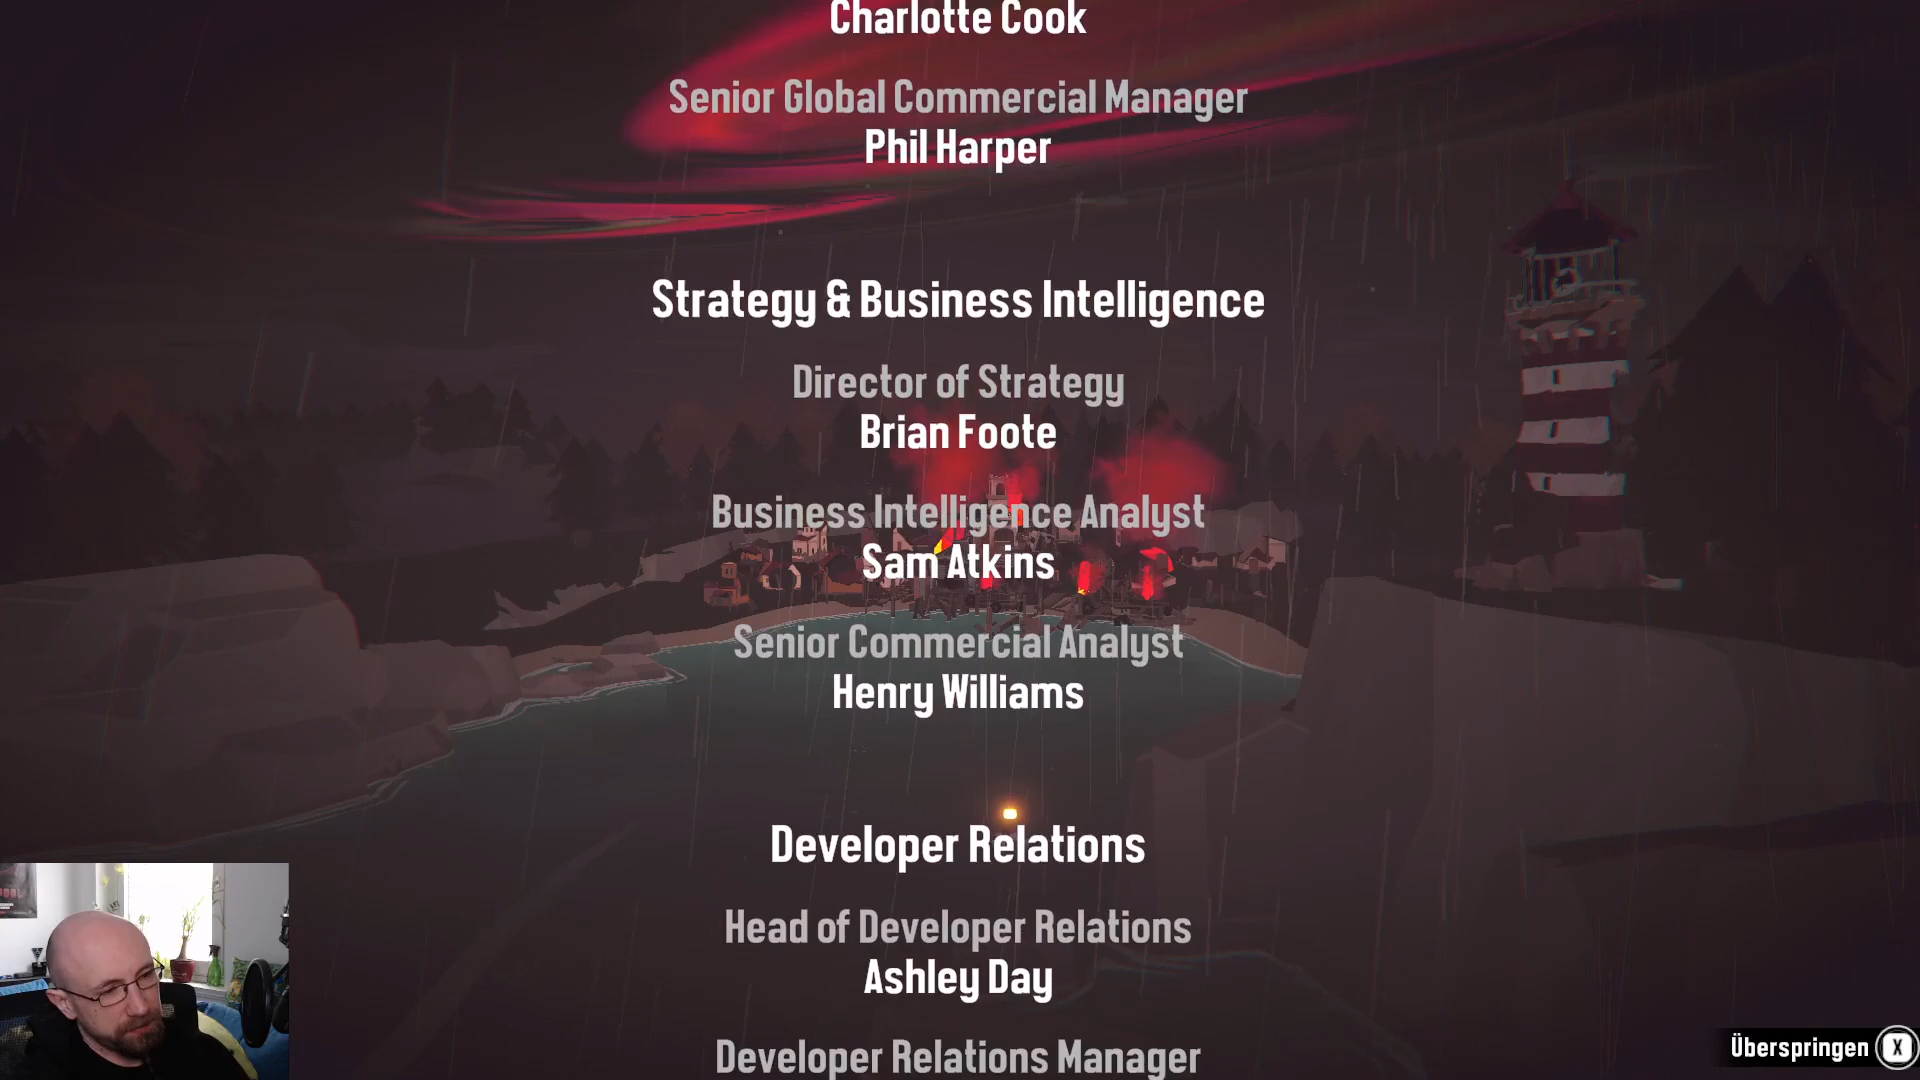 Charlotte Cook
Senior Global Commercial Manager
Phil Harper
Strategy & Business Intelligence
Director of Strategy
Brian Foote
Business Intelligence Analyst
Sam Atkins
Senior Commercial Analyst
Henry Williams
Developer Relations
Head of Developer Relations
Ashley Day
Developer Relations Manager
Überspringen X